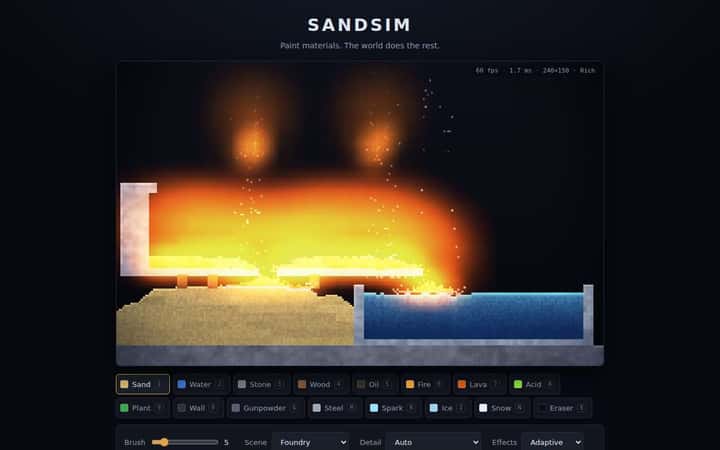 SANDSIM
Paint materials. The world does the rest.
60 fps · 1.7 ms · 240×150 · Rich
Sand 1 Water 2 Stone 3 Wood 4 Oil 5 Fire 6 Lava 7 Acid 8
Plant 9 Wall 0 Gunpowder G Steel M Spark B Ice I Snow N Eraser E
Brush 5 Scene Foundry Detail Auto Effects Adaptive